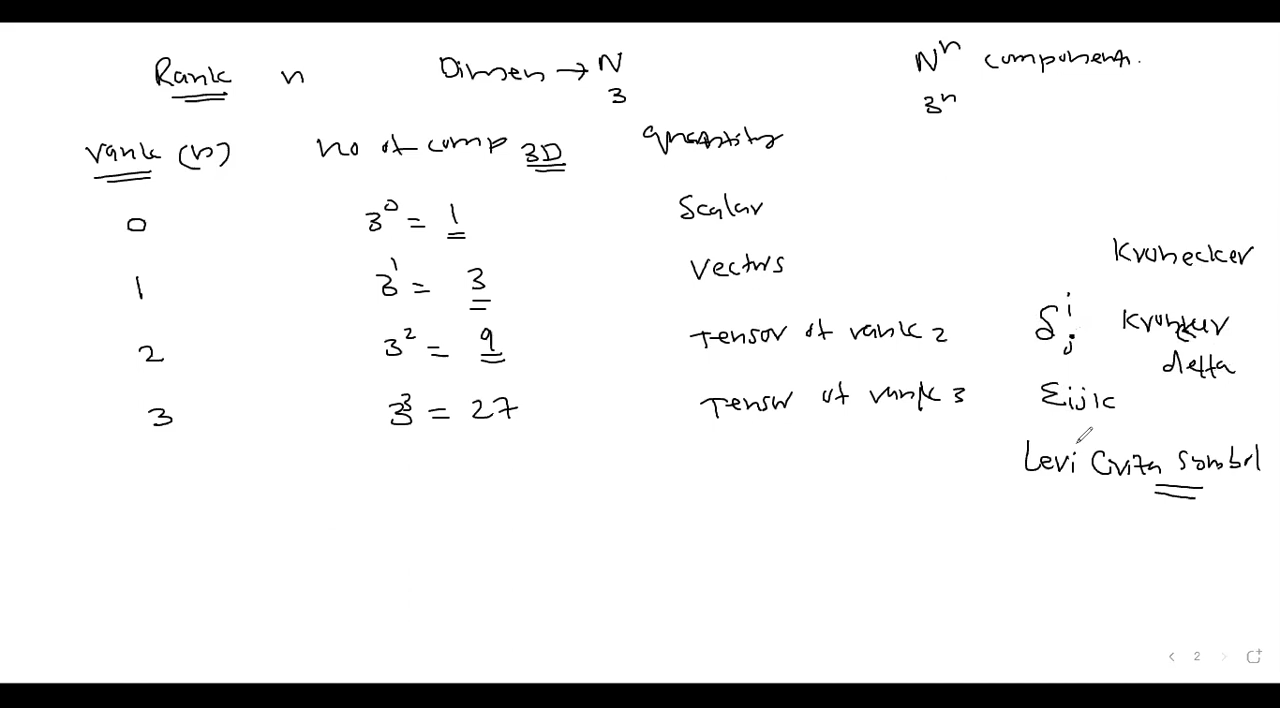 Rank n Dimen → N N^n components.
3 3^n
rank (n) no of comp 3D quantity
0 3^0 = 1 Scalar
1 3^1 = 3 Vectors
Kronecker
2 3^2 = 9 Tensor of rank 2 δ^i_j Kronecker delta
3 3^3 = 27 Tensor of rank 3 Σijk
Levi Civita Symbol
2